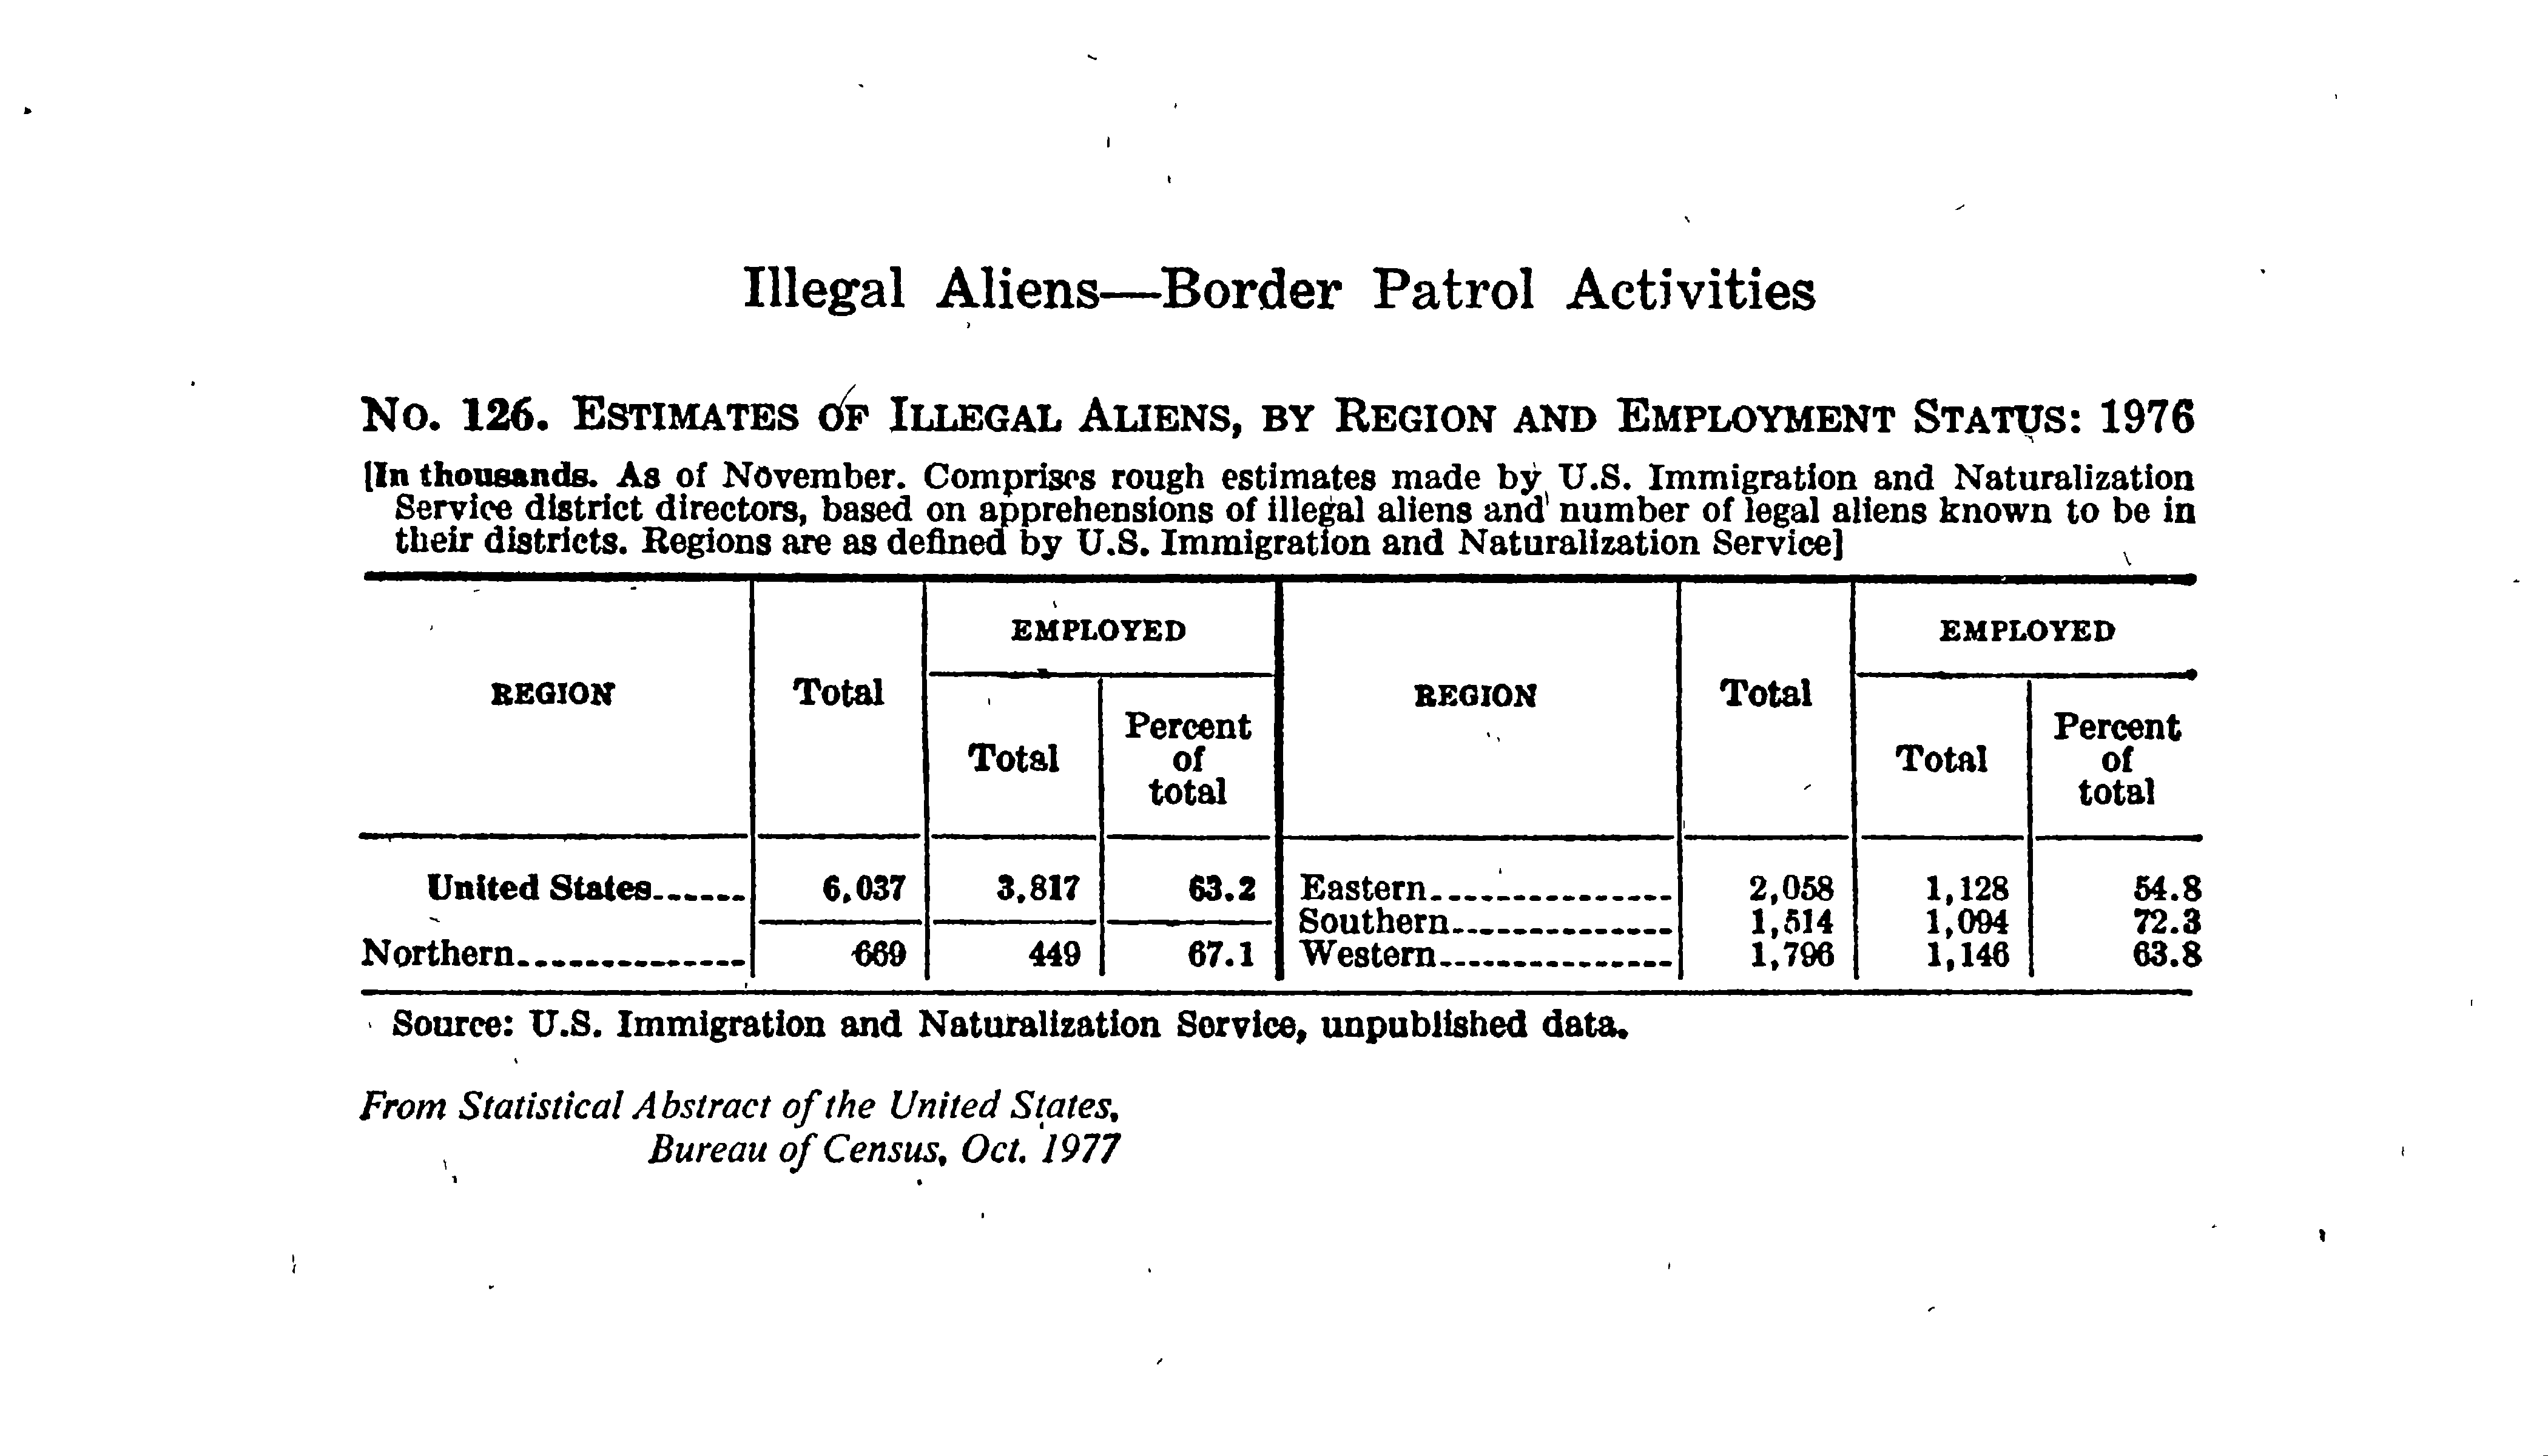 Illegal Aliens—Border Patrol Activities
No. 126. Estimates of Illegal Aliens, by Region and Employment Status: 1976
[In thousands. As of November. Comprises rough estimates made by U.S. Immigration and Naturalization
Service district directors, based on apprehensions of illegal aliens and number of legal aliens known to be in
their districts. Regions are as defined by U.S. Immigration and Naturalization Service]
REGION Total EMPLOYED REGION Total EMPLOYED
Total Percent of total Total Percent of total
United States 6,037 3,817 63.2 Eastern 2,058 1,128 54.8
Southern 1,514 1,094 72.3
Northern 669 449 67.1 Western 1,796 1,146 63.8
Source: U.S. Immigration and Naturalization Service, unpublished data.
From Statistical Abstract of the United States,
Bureau of Census, Oct. 1977